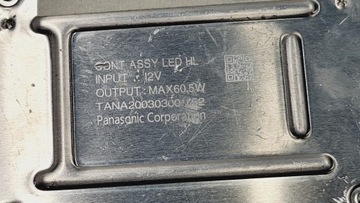 CONT ASSY LED HL
INPUT : 12V
OUTPUT : MAX60.5W
Panasonic Corporation